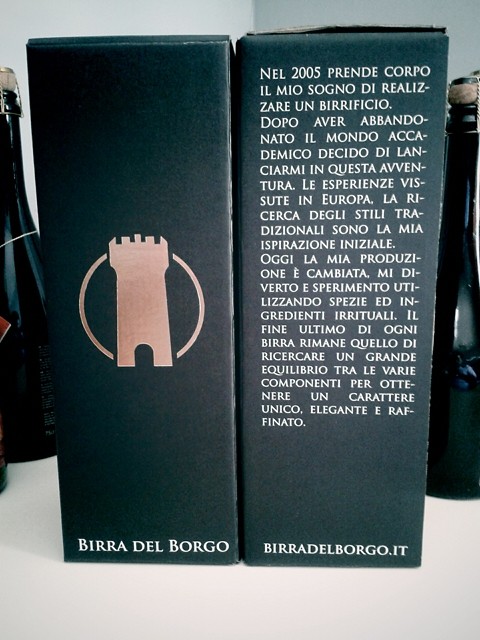 BIRRA DEL BORGO
NEL 2005 PRENDE CORPO
IL MIO SOGNO DI REALIZ-
ZARE UN BIRRIFICIO.
DOPO AVER ABBANDO-
NATO IL MONDO ACCA-
DEMICO DECIDO DI LAN-
CIARMI IN QUESTA AVVEN-
TURA. LE ESPERIENZE VIS-
SUTE IN EUROPA, LA RI-
CERCA DEGLI STILI TRA-
DIZIONALI SONO LA MIA
ISPIRAZIONE INIZIALE.
OGGI LA MIA PRODUZI-
ONE È CAMBIATA, MI DI-
VERTO E SPERIMENTO UTI-
LIZZANDO SPEZIE ED IN-
GREDIENTI IRRITUALI. IL
FINE ULTIMO DI OGNI
BIRRA RIMANE QUELLO DI
RICERCARE UN GRANDE
EQUILIBRIO TRA LE VARIE
COMPONENTI PER OTTE-
NERE UN CARATTERE
UNICO, ELEGANTE E RAF-
FINATO.
BIRRADELBORGO.IT